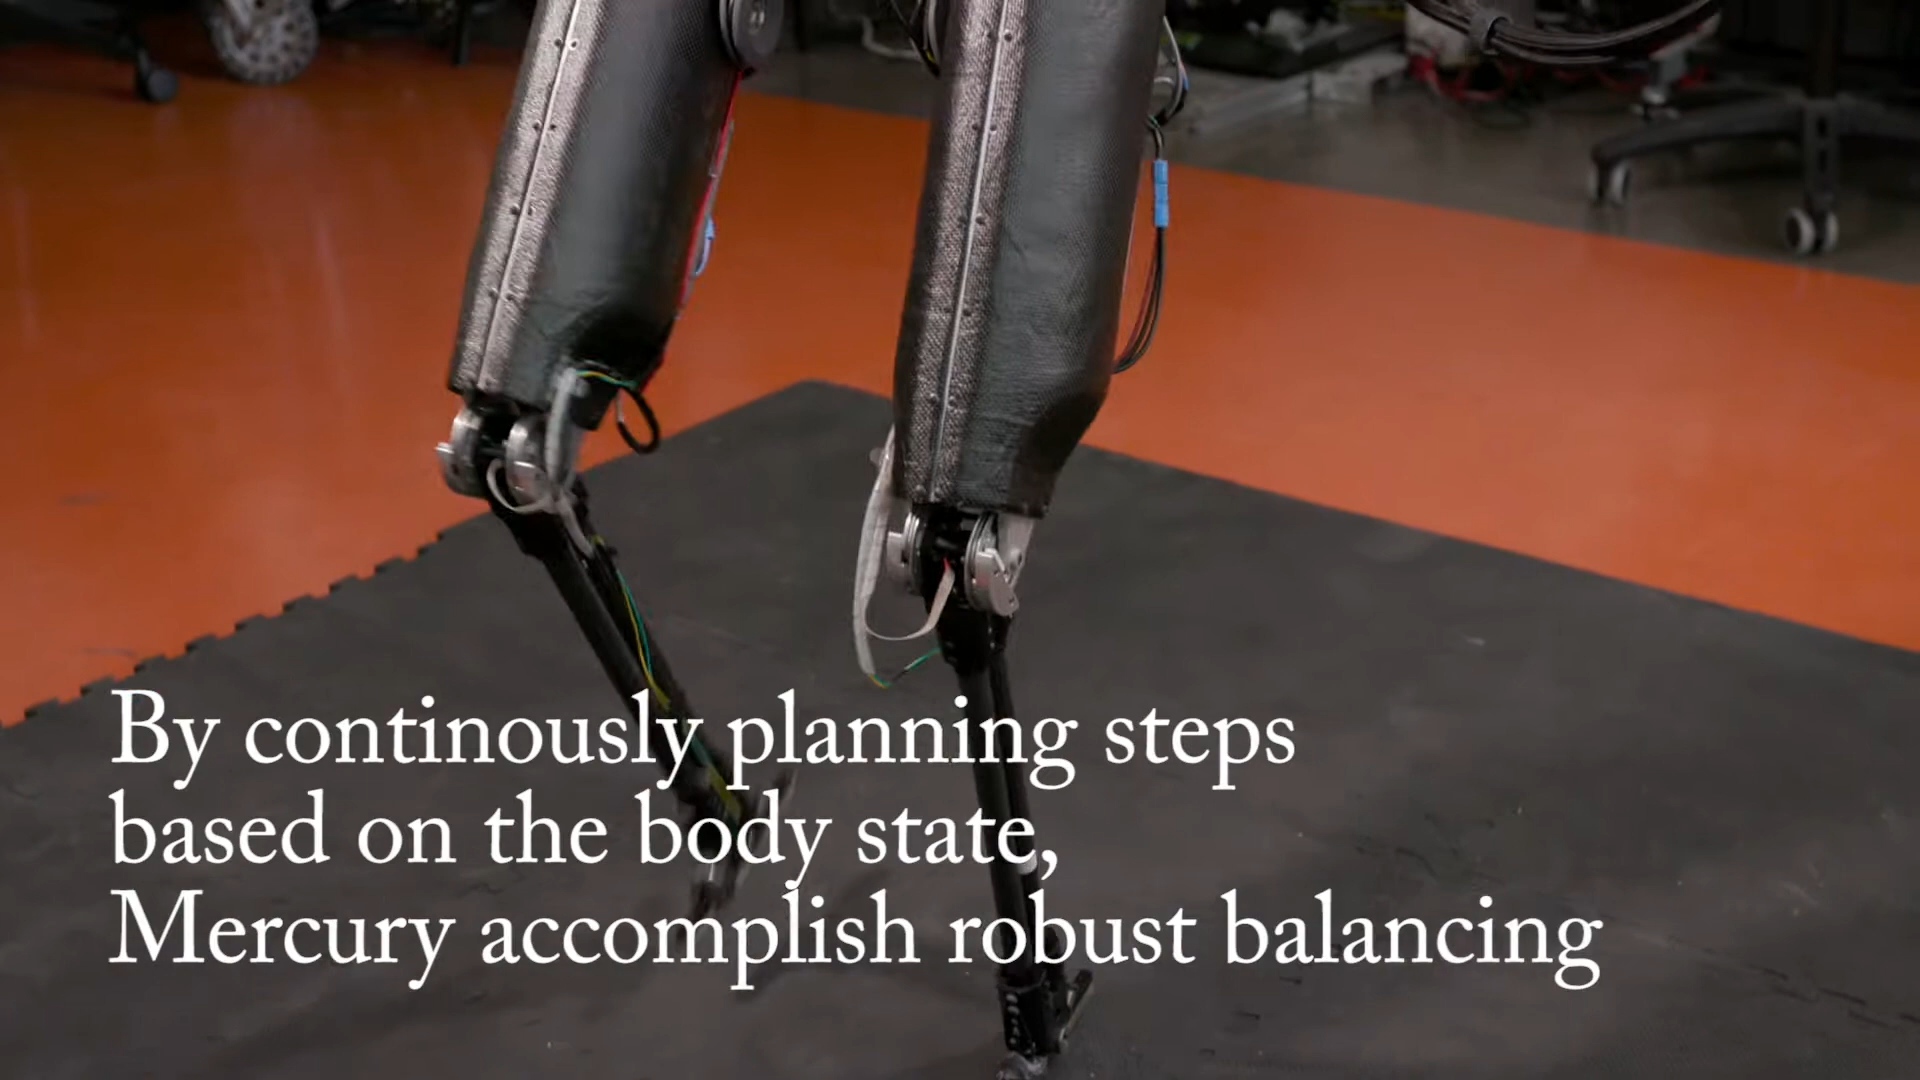 By continously planning steps
based on the body state,
Mercury accomplish robust balancing